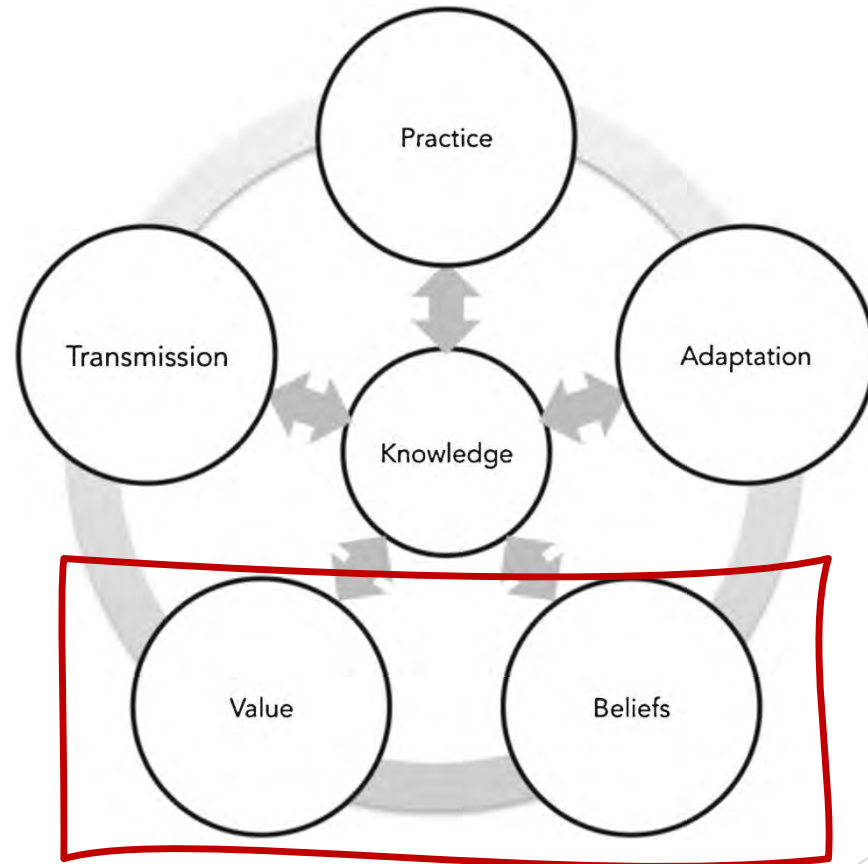 Practice
Transmission
Adaptation
Knowledge
Value
Beliefs